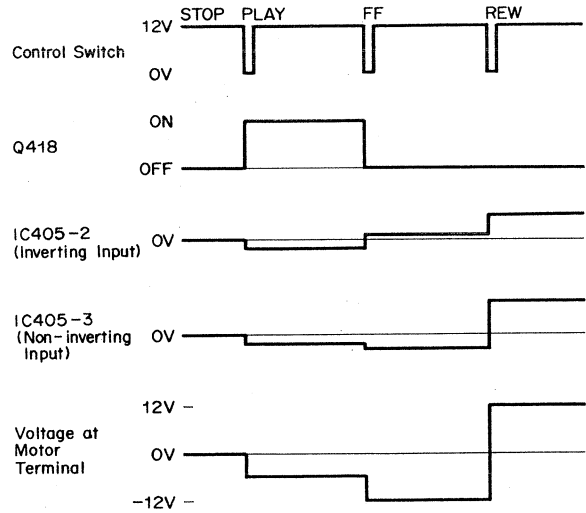 STOP PLAY FF REW
12V
Control Switch
0V
ON
Q418
OFF
IC405-2
(Inverting Input)
0V
IC405-3
(Non-inverting
Input)
0V
12V
Voltage at
Motor
Terminal
0V
-12V